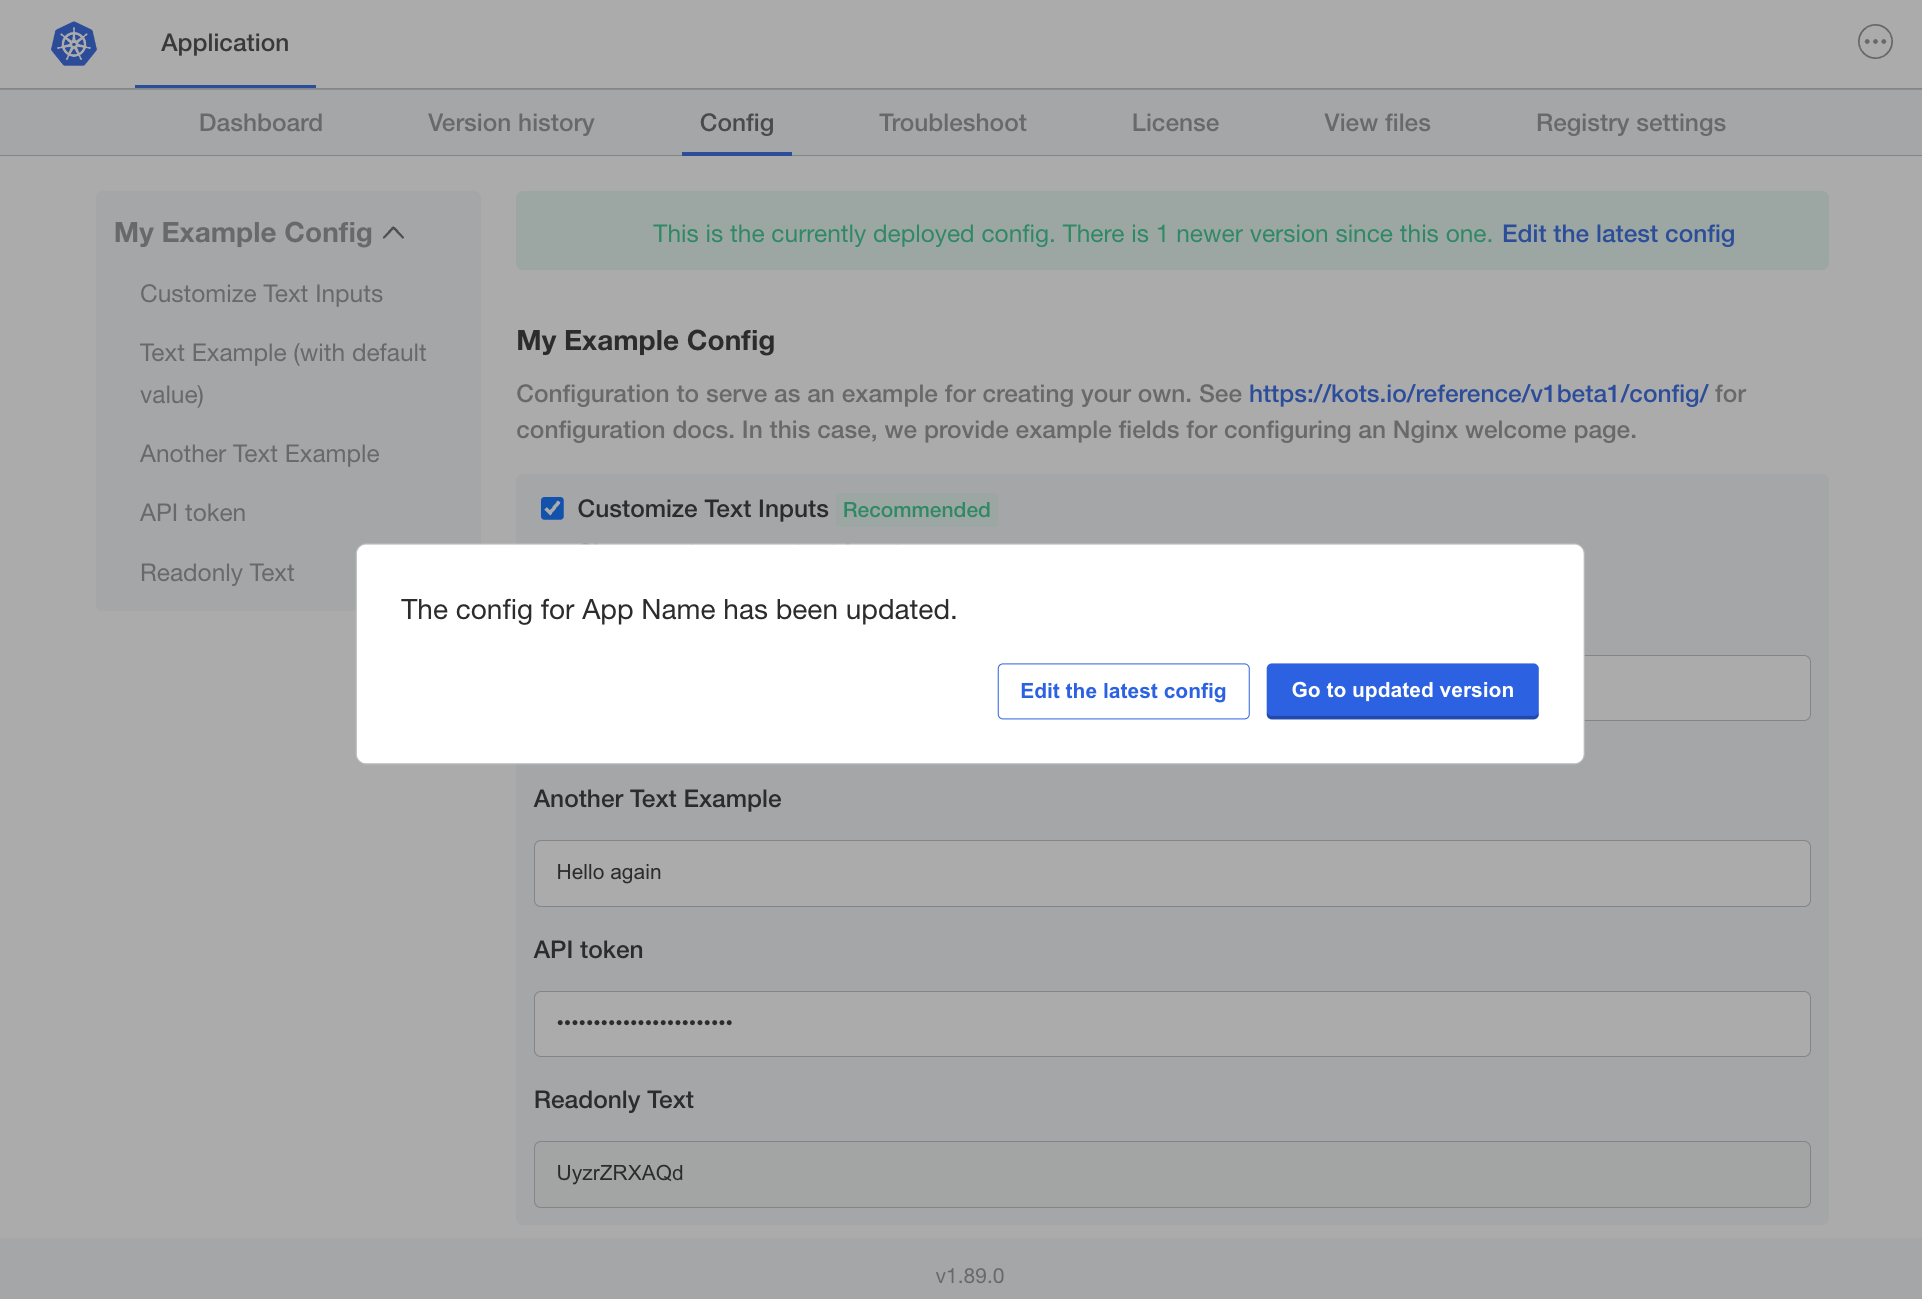 Application
Dashboard
Version history
Config
Troubleshoot
License
View files
Registry settings
My Example Config
Customize Text Inputs
Text Example (with default
value)
Another Text Example
API token
Readonly Text
This is the currently deployed config. There is 1 newer version since this one. Edit the latest config
My Example Config
Configuration to serve as an example for creating your own. See https://kots.io/reference/v1beta1/config/ for
configuration docs. In this case, we provide example fields for configuring an Nginx welcome page.
Customize Text Inputs Recommended
The config for App Name has been updated.
Edit the latest config
Go to updated version
Another Text Example
Hello again
API token
••••••••••••••••••••••••
Readonly Text
UyzrZRXAQd
v1.89.0